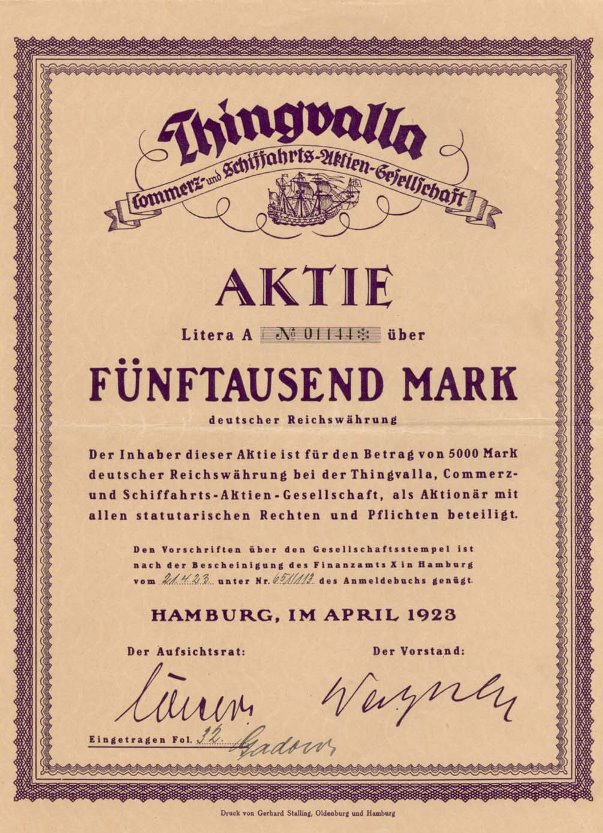 Thingvalla
Commerz- und Schiffahrts-Aktien-Gesellschaft
AKTIE
Litera A № 01144 über
FÜNFTAUSEND MARK
deutscher Reichswährung
Der Inhaber dieser Aktie ist für den Betrag von 5000 Mark
deutscher Reichswährung bei der Thingvalla, Commerz-
und Schiffahrts-Aktien-Gesellschaft, als Aktionär mit
allen statutarischen Rechten und Pflichten beteiligt.
Den Vorschriften über den Gesellschaftsstempel ist
nach der Bescheinigung des Finanzamts X in Hamburg
vom 21.4.23 unter Nr. des Anmeldebuchs genügt.
HAMBURG, IM APRIL 1923
Der Aufsichtsrat: Der Vorstand:
Eingetragen Fol. 32
Druck von Gerhard Stalling, Oldenburg und Hamburg